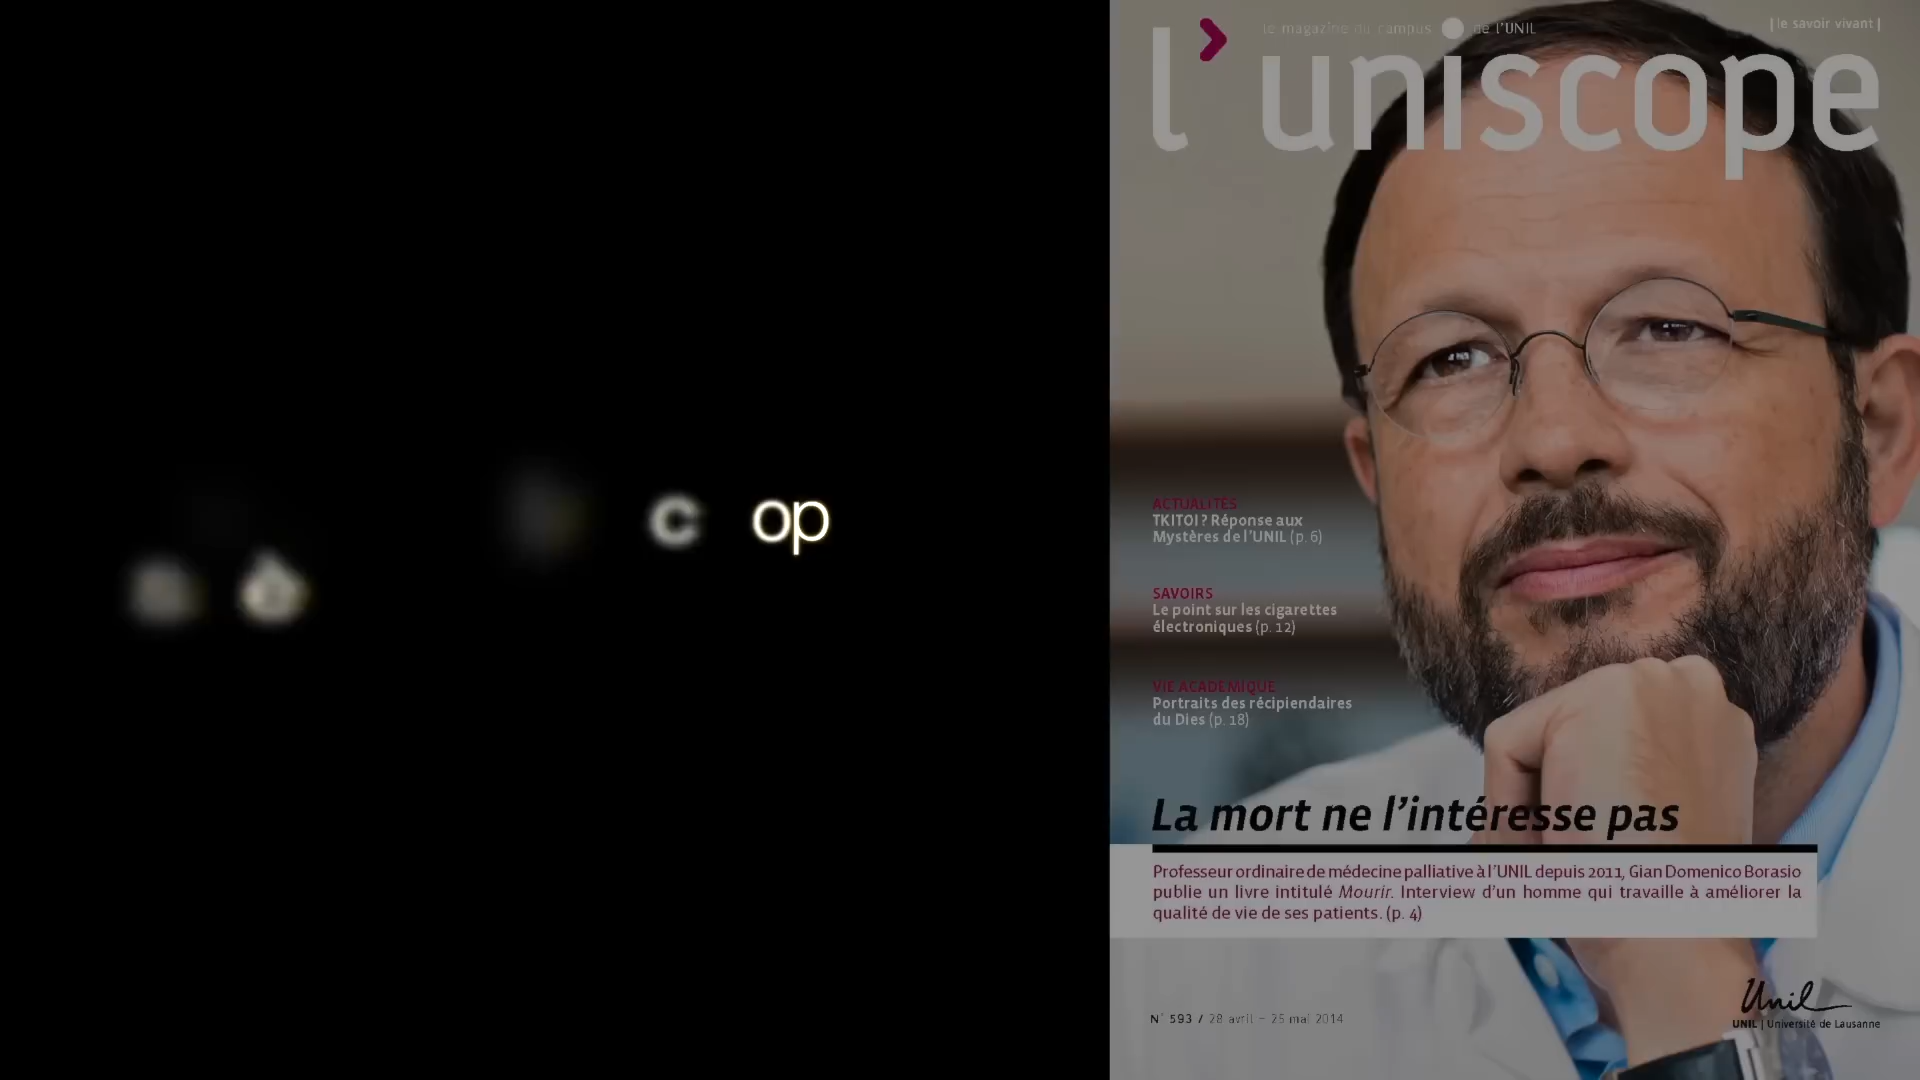 c op
le magazine du campus de l'UNIL
| le savoir vivant |
l'uniscope
ACTUALITÉS
TKITOI ? Réponse aux
Mystères de l'UNIL (p. 6)
SAVOIRS
Le point sur les cigarettes
électroniques (p. 12)
VIE ACADÉMIQUE
Portraits des récipiendaires
du Dies (p. 18)
La mort ne l'intéresse pas
Professeur ordinaire de médecine palliative à l'UNIL depuis 2011, Gian Domenico Borasio
publie un livre intitulé Mourir. Interview d'un homme qui travaille à améliorer la
qualité de vie de ses patients. (p. 4)
N° 593 / 28 avril – 25 mai 2014
Unil
UNIL | Université de Lausanne